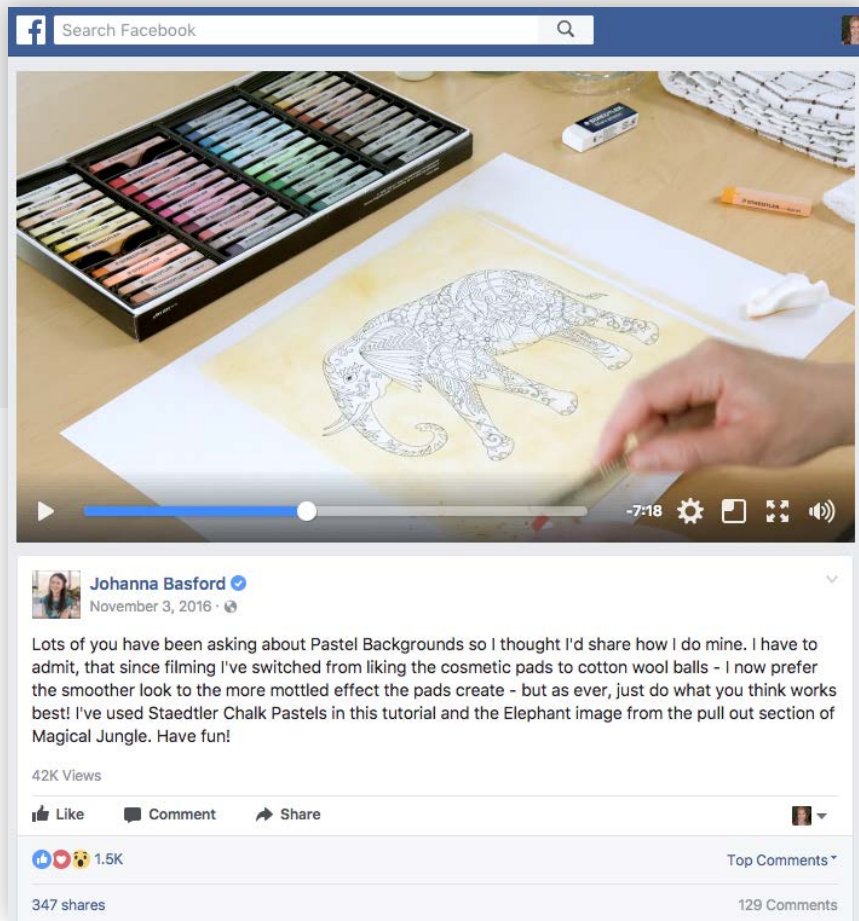 f
Search Facebook
STAEDTLER
STAEDTLER
-7:18
Johanna Basford
November 3, 2016 ·
Lots of you have been asking about Pastel Backgrounds so I thought I'd share how I do mine. I have to
admit, that since filming I've switched from liking the cosmetic pads to cotton wool balls - I now prefer
the smoother look to the more mottled effect the pads create - but as ever, just do what you think works
best! I've used Staedtler Chalk Pastels in this tutorial and the Elephant image from the pull out section of
Magical Jungle. Have fun!
42K Views
Like Comment Share
1.5K Top Comments
347 shares 129 Comments